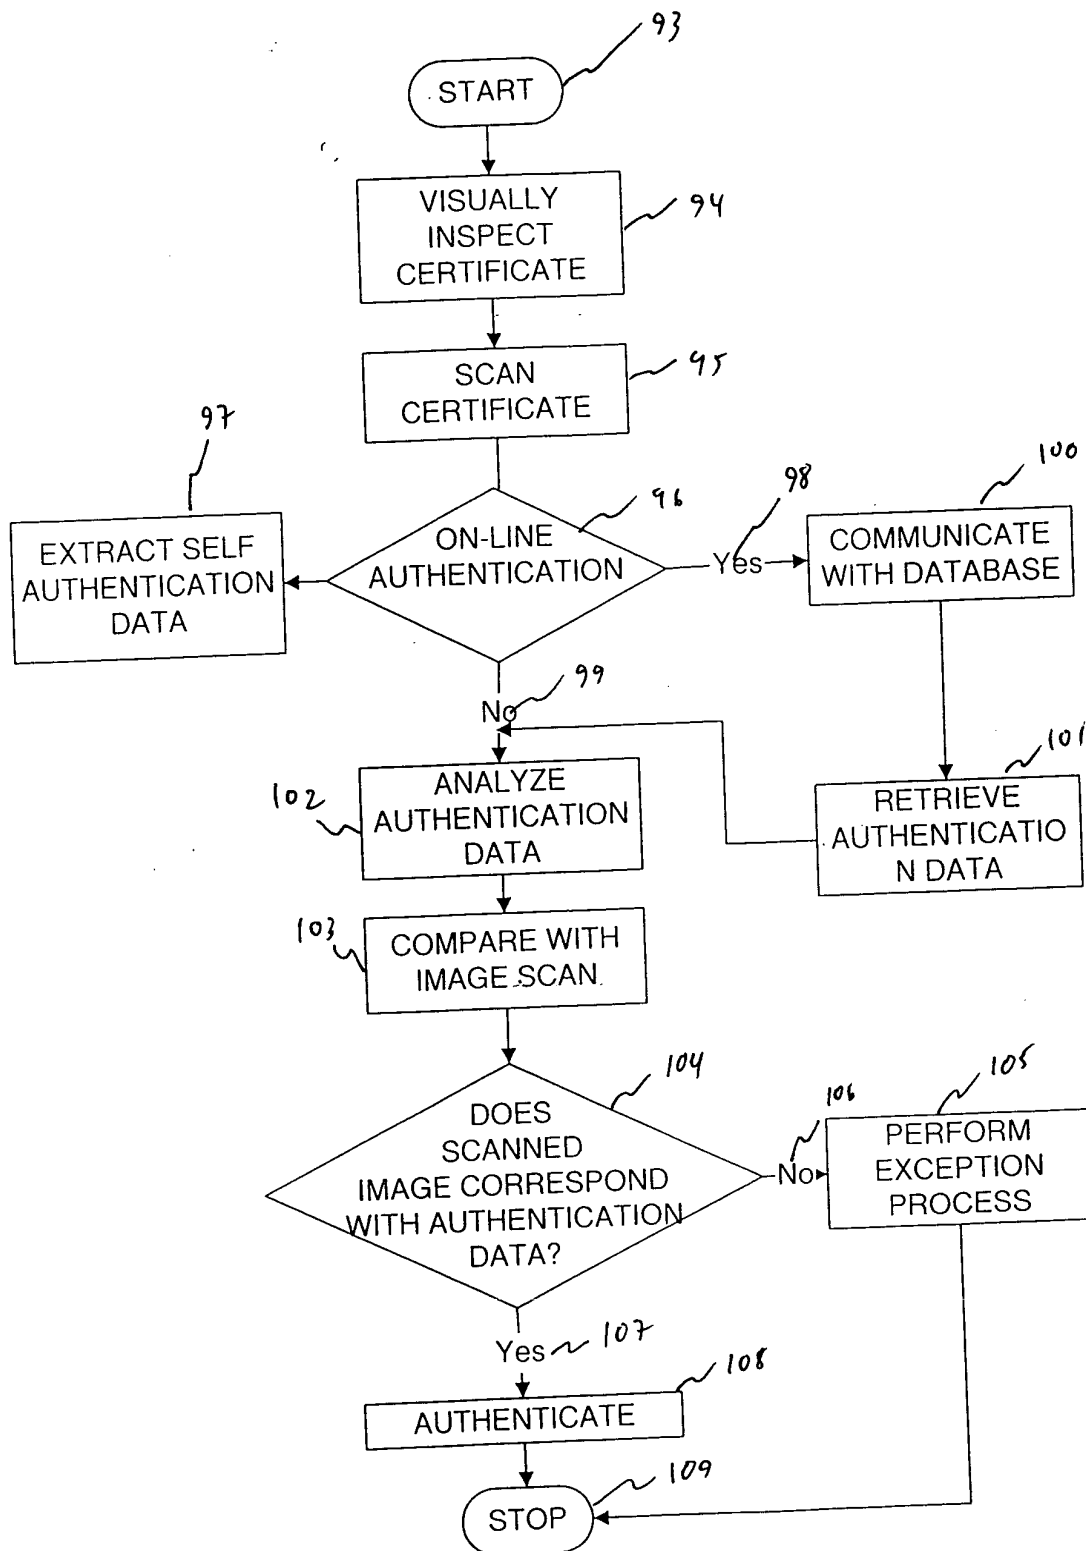 93
START
VISUALLY
INSPECT
CERTIFICATE
94
SCAN
CERTIFICATE
95
97
EXTRACT SELF
AUTHENTICATION
DATA
ON-LINE
AUTHENTICATION
96
98
Yes
100
COMMUNICATE
WITH DATABASE
No
99
101
RETRIEVE
AUTHENTICATIO
N DATA
102
ANALYZE
AUTHENTICATION
DATA
103
COMPARE WITH
IMAGE SCAN
104
DOES
SCANNED
IMAGE CORRESPOND
WITH AUTHENTICATION
DATA?
106
No
105
PERFORM
EXCEPTION
PROCESS
Yes
107
108
AUTHENTICATE
109
STOP